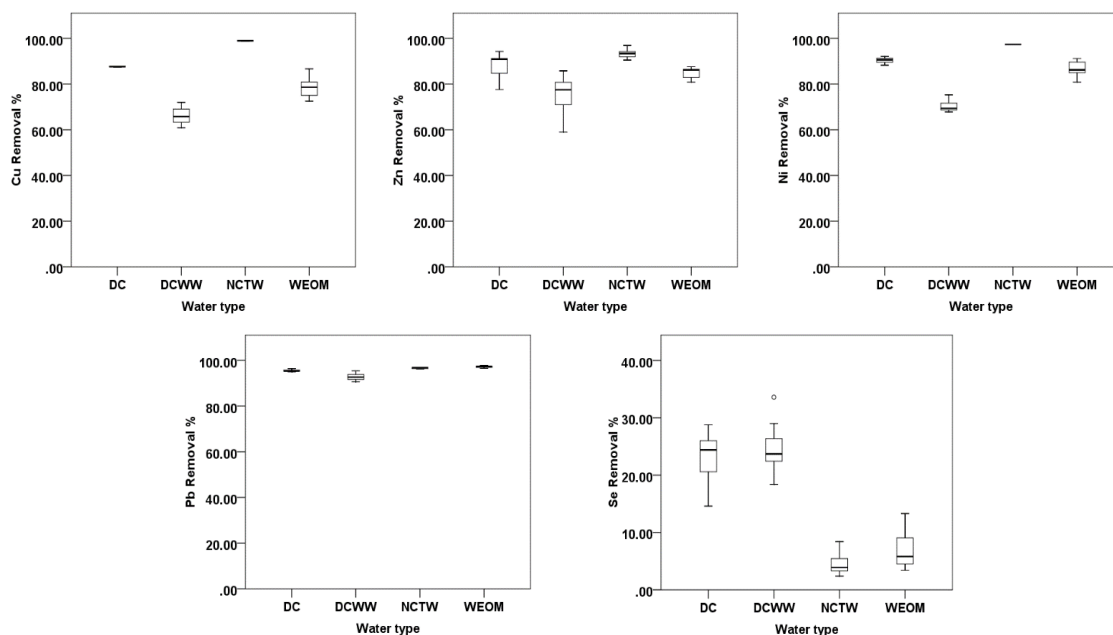 Cu Removal %
100.00
80.00
60.00
40.00
20.00
.00
DC DCWW NCTW WEOM
Water type
Zn Removal %
100.00
80.00
60.00
40.00
20.00
.00
DC DCWW NCTW WEOM
Water type
Ni Removal %
100.00
80.00
60.00
40.00
20.00
.00
DC DCWW NCTW WEOM
Water type
Pb Removal %
100.00
80.00
60.00
40.00
20.00
.00
DC DCWW NCTW WEOM
Water type
Se Removal %
40.00
30.00
20.00
10.00
.00
DC DCWW NCTW WEOM
Water type